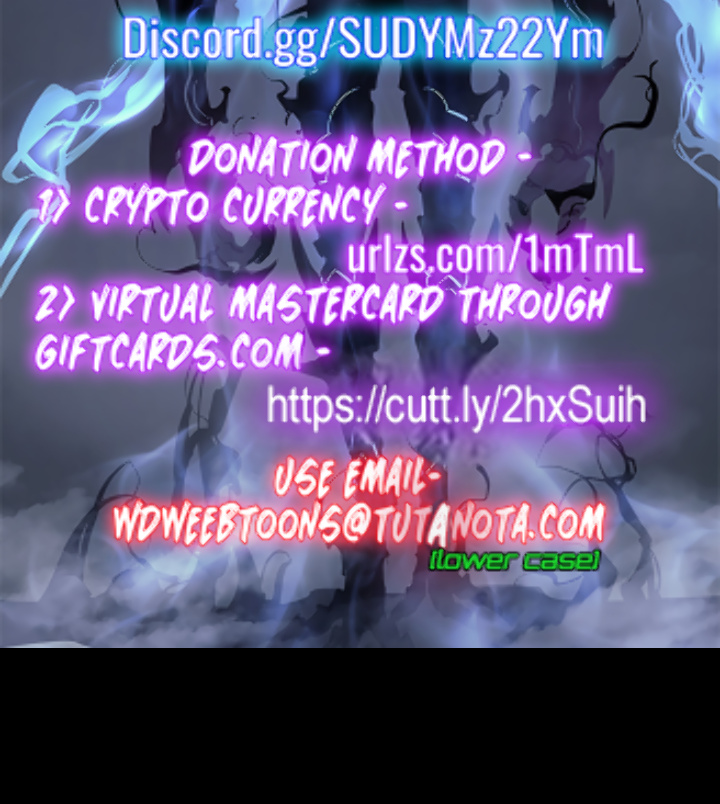 Discord.gg/SUDYMz22Ym
DONATION METHOD -
1) CRYPTO CURRENCY -
urlzs.com/1mTmL
2) VIRTUAL MASTERCARD THROUGH
GIFTCARDS.COM -
https://cutt.ly/2hxSuih
USE EMAIL-
WDWEEBTOONS@TUTANOTA.COM
(lower case)